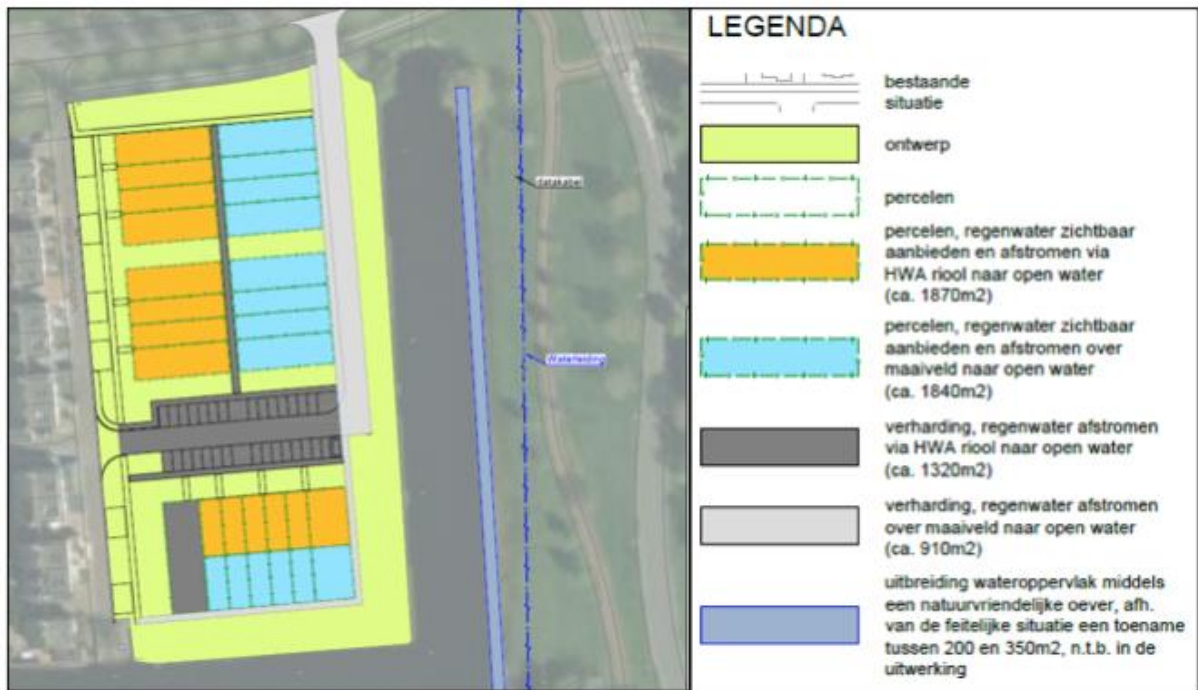 LEGENDA
bestaande
situatie
ontwerp
percelen
percelen, regenwater zichtbaar
aanbieden en afstromen via
HWA riool naar open water
(ca. 1870m2)
percelen, regenwater zichtbaar
aanbieden en afstromen over
maaiveld naar open water
(ca. 1840m2)
verharding, regenwater afstromen
via HWA riool naar open water
(ca. 1320m2)
verharding, regenwater afstromen
over maaiveld naar open water
(ca. 910m2)
uitbreiding wateroppervlak middels
een natuurvriendelijke oever, afh.
van de feitelijke situatie een toename
tussen 200 en 350m2, n.t.b. in de
uitwerking
datakabel
Waterleiding